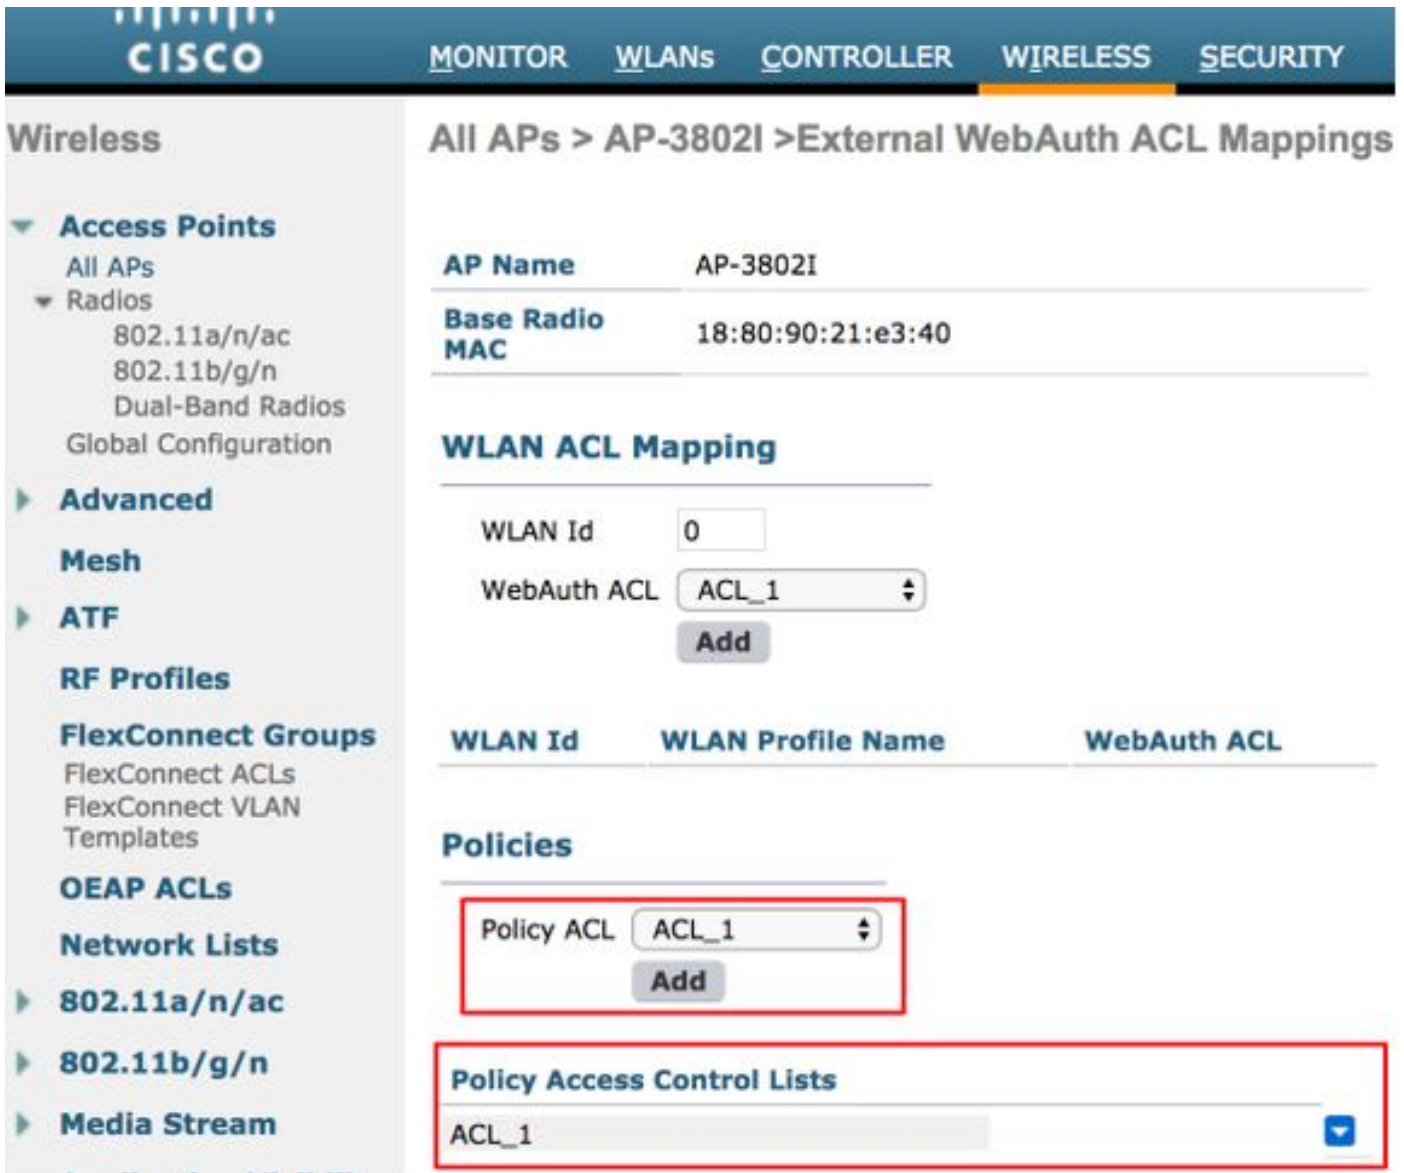 CISCO
MONITOR WLANs CONTROLLER WIRELESS SECURITY
Wireless
Access Points
All APs
Radios
802.11a/n/ac
802.11b/g/n
Dual-Band Radios
Global Configuration
Advanced
Mesh
ATF
RF Profiles
FlexConnect Groups
FlexConnect ACLs
FlexConnect VLAN
Templates
OEAP ACLs
Network Lists
802.11a/n/ac
802.11b/g/n
Media Stream
All APs > AP-3802I >External WebAuth ACL Mappings
AP Name AP-3802I
Base Radio
MAC 18:80:90:21:e3:40
WLAN ACL Mapping
WLAN Id 0
WebAuth ACL ACL_1
Add
WLAN Id WLAN Profile Name WebAuth ACL
Policies
Policy ACL ACL_1
Add
Policy Access Control Lists
ACL_1